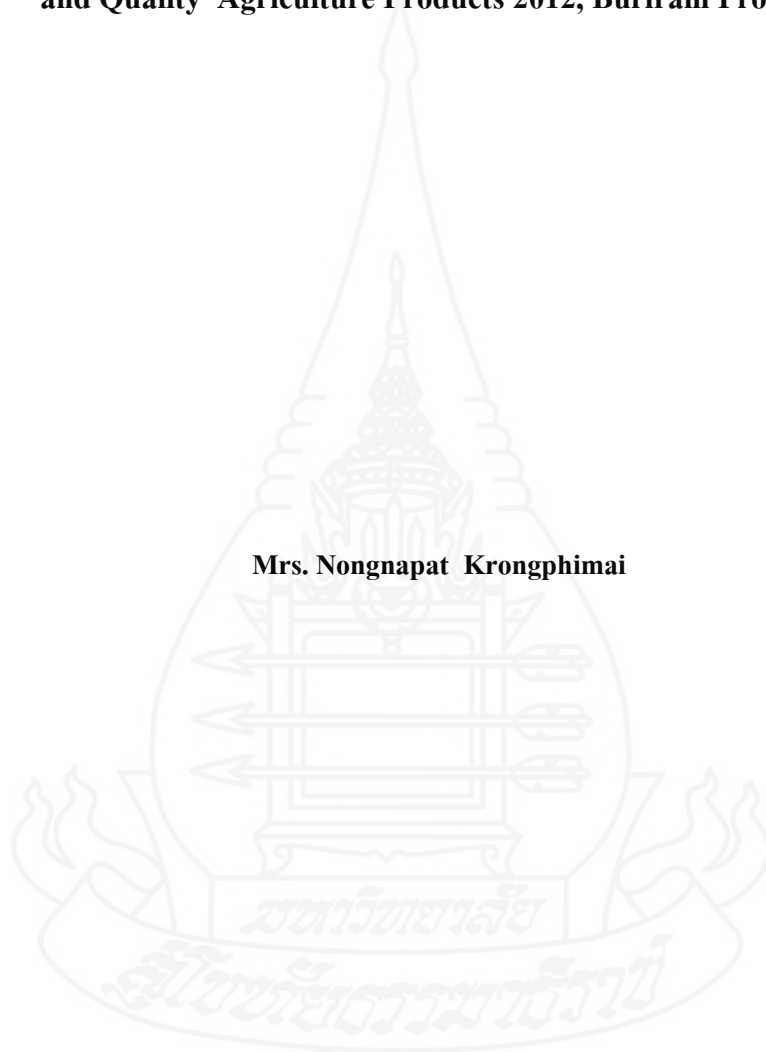 and Quality Agriculture Products 2012, Buriram Pro
Mrs. Nongnapat Krongphimai
มหาวิทยาลัย
สุโขทัยธรรมาธิราช